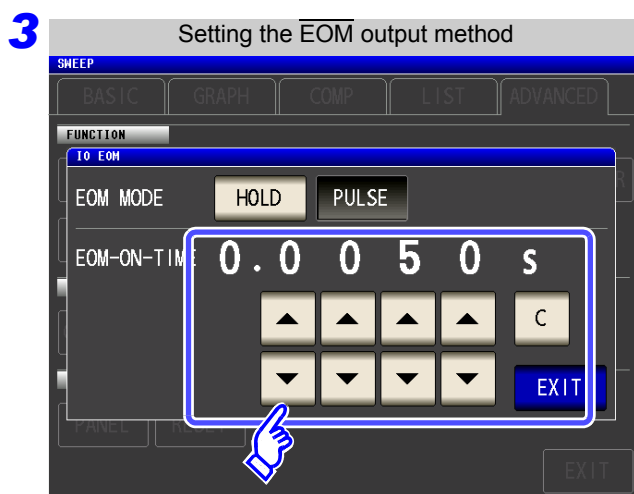 3
Setting the EOM output method
SWEEP
BASIC GRAPH COMP LIST ADVANCED
FUNCTION
IO EOM
R
EOM MODE HOLD PULSE
EOM-ON-TIME 0.0050 s
C
EXIT
PANEL
EXIT